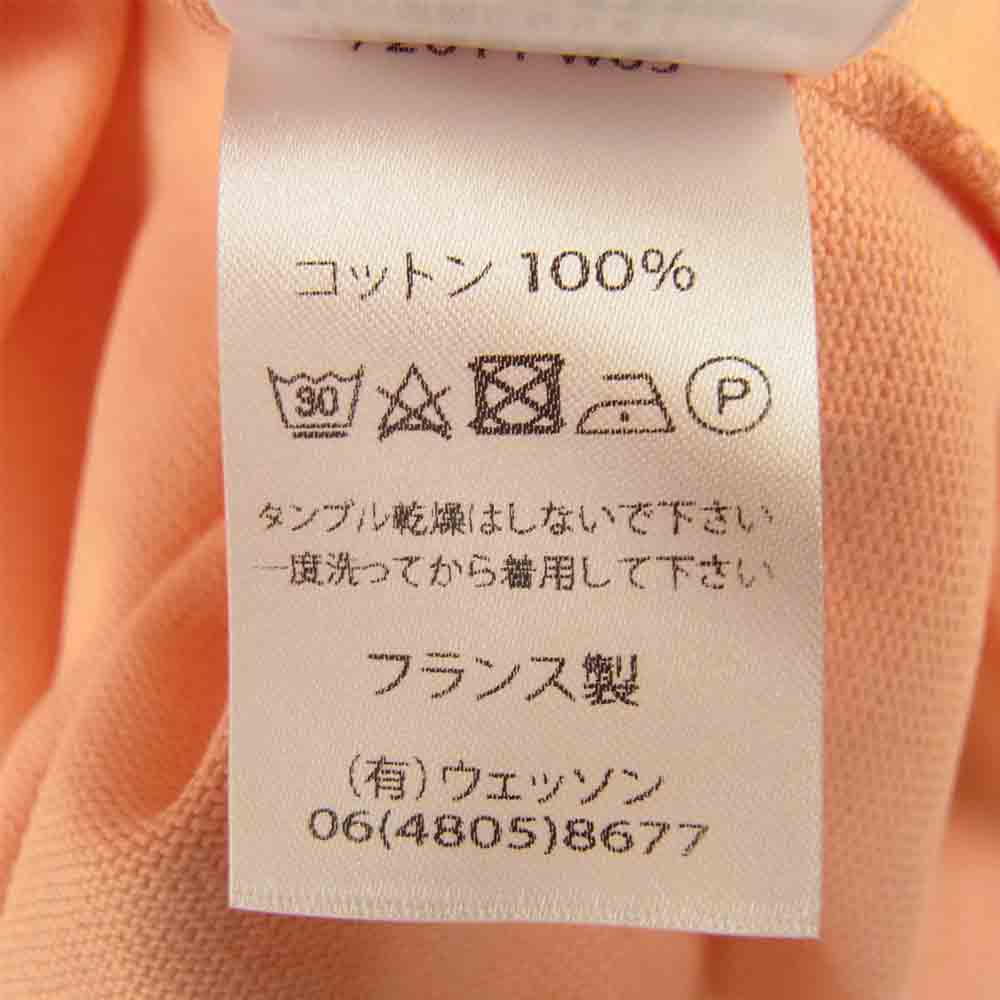 コットン 100%
30 P
タンブル乾燥はしないで下さい
一度洗ってから着用して下さい
フランス製
(有)ウェッソン
06(4805)8677